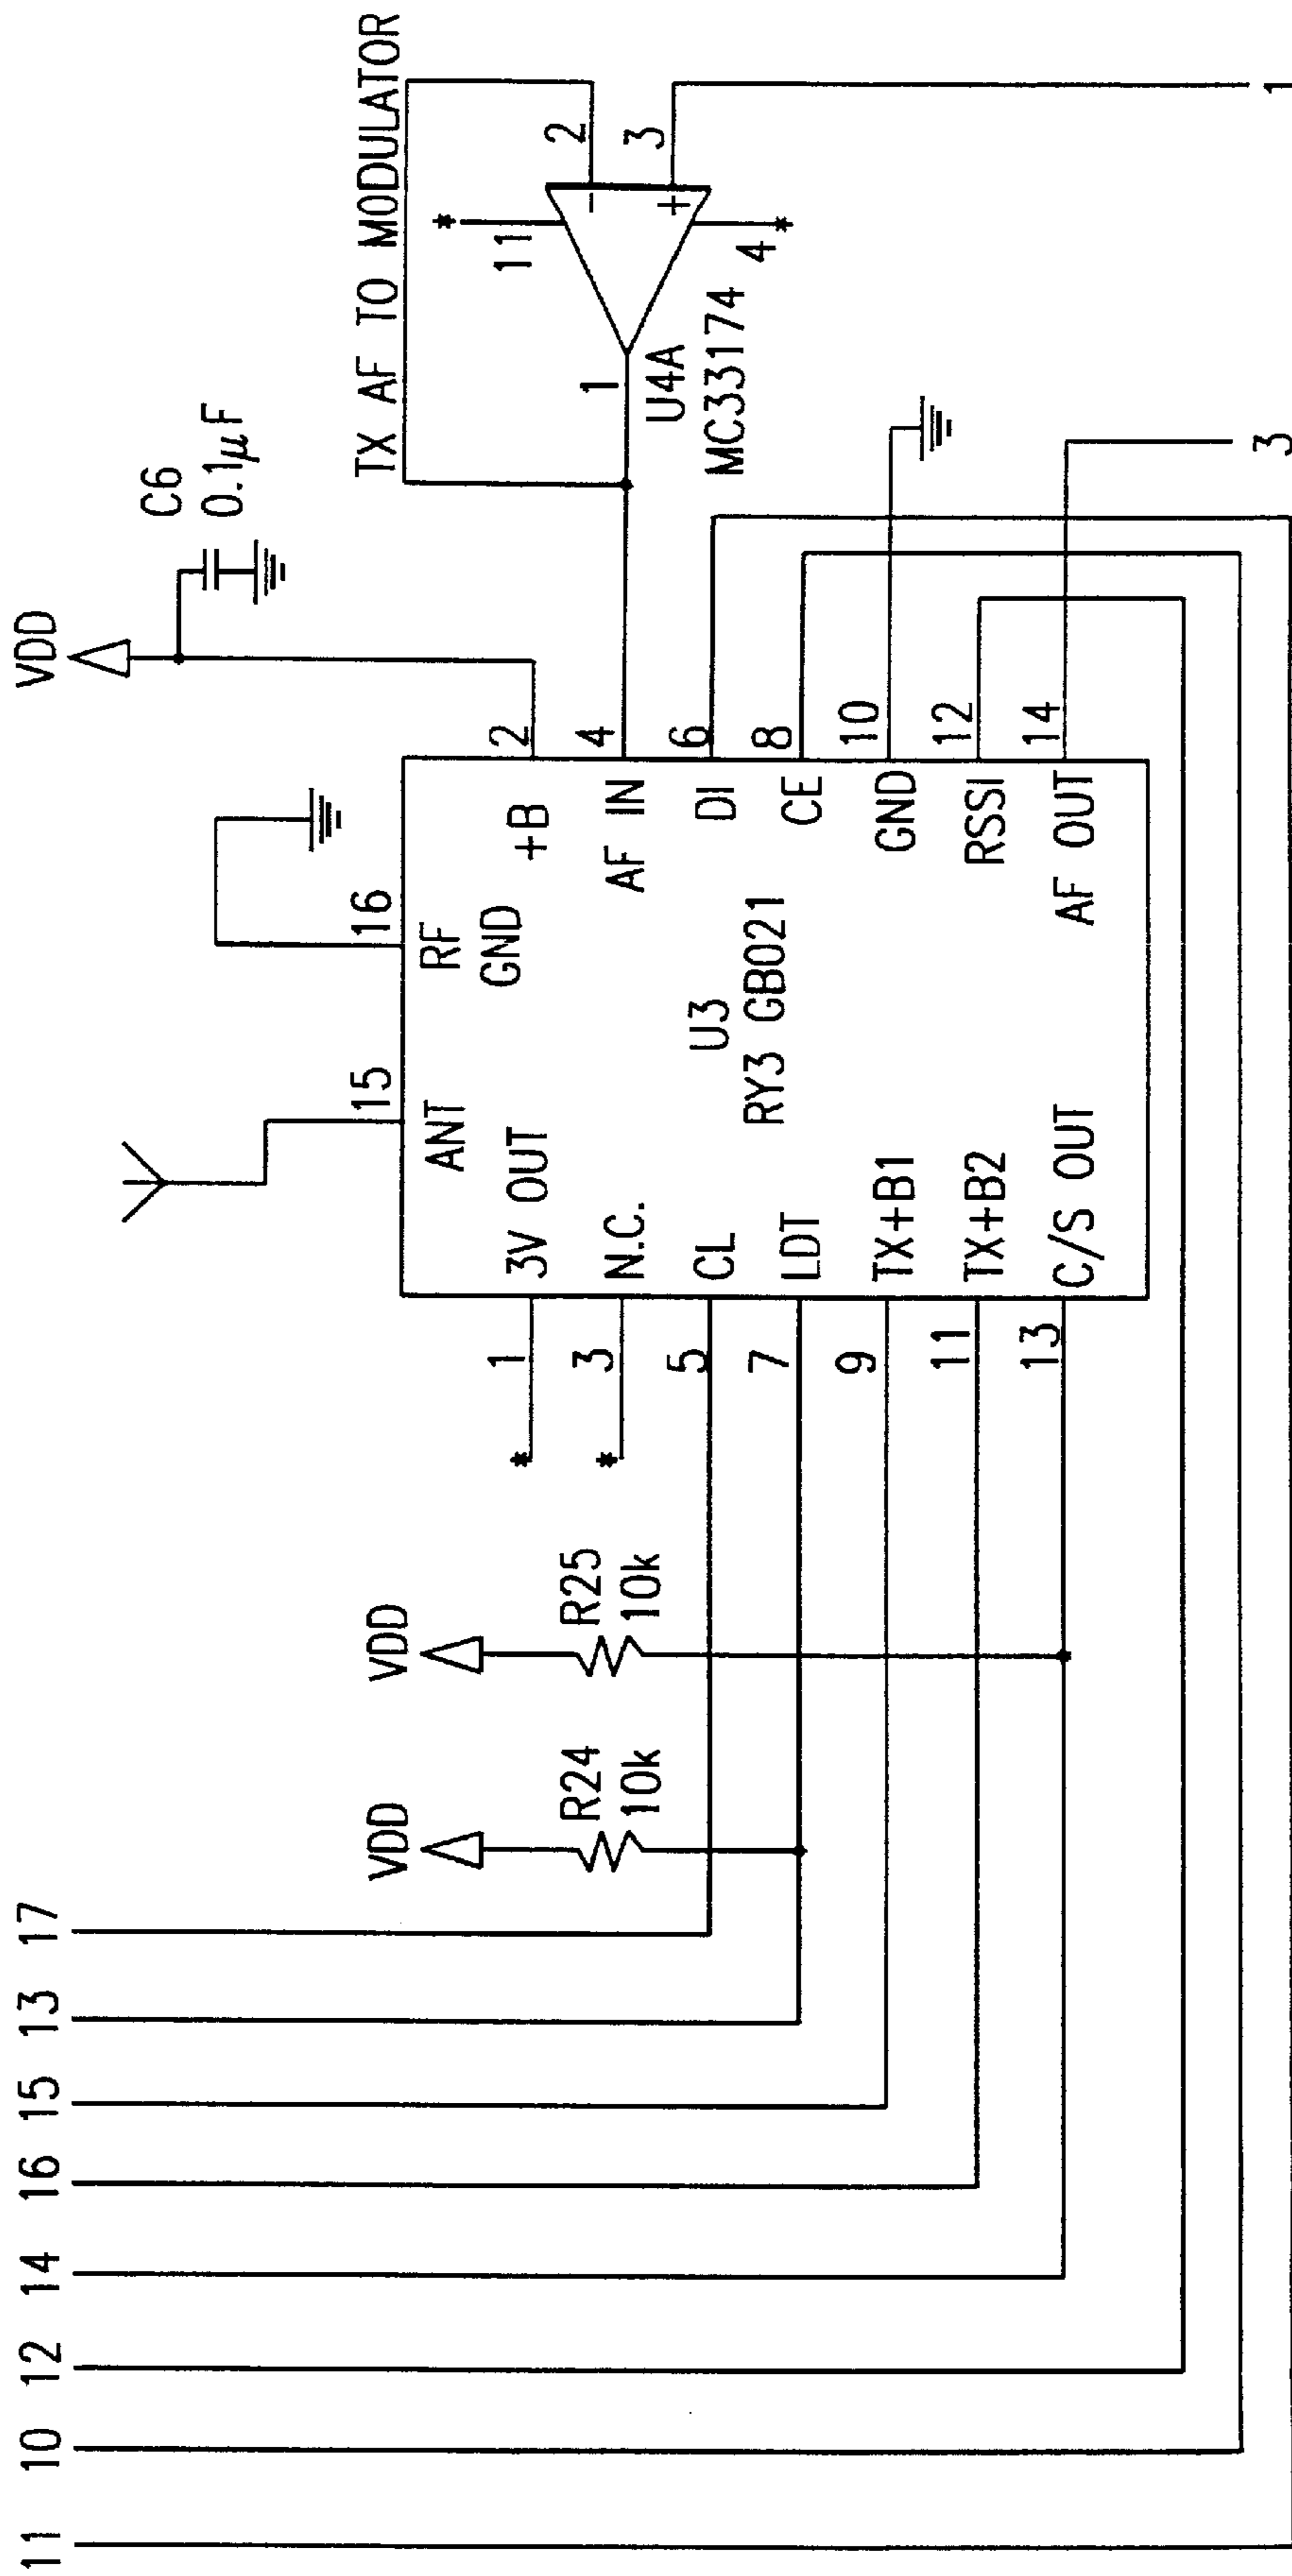 11 10 12 14 16 15 13 17
VDD
VDD
VDD
R24
10k
R25
10k
C6
0.1µF
TX AF TO MODULATOR
*
*
1
3
5
7
9
11
13
15
16
ANT
RF
GND
3V OUT
N.C.
CL
LDT
TX+B1
TX+B2
C/S OUT
U3
RY3 GB021
+B
AF IN
DI
CE
GND
RSSI
AF OUT
2
4
6
8
10
12
14
1
U4A
MC33174
*
11
4
*
-
+
2
3
3
1